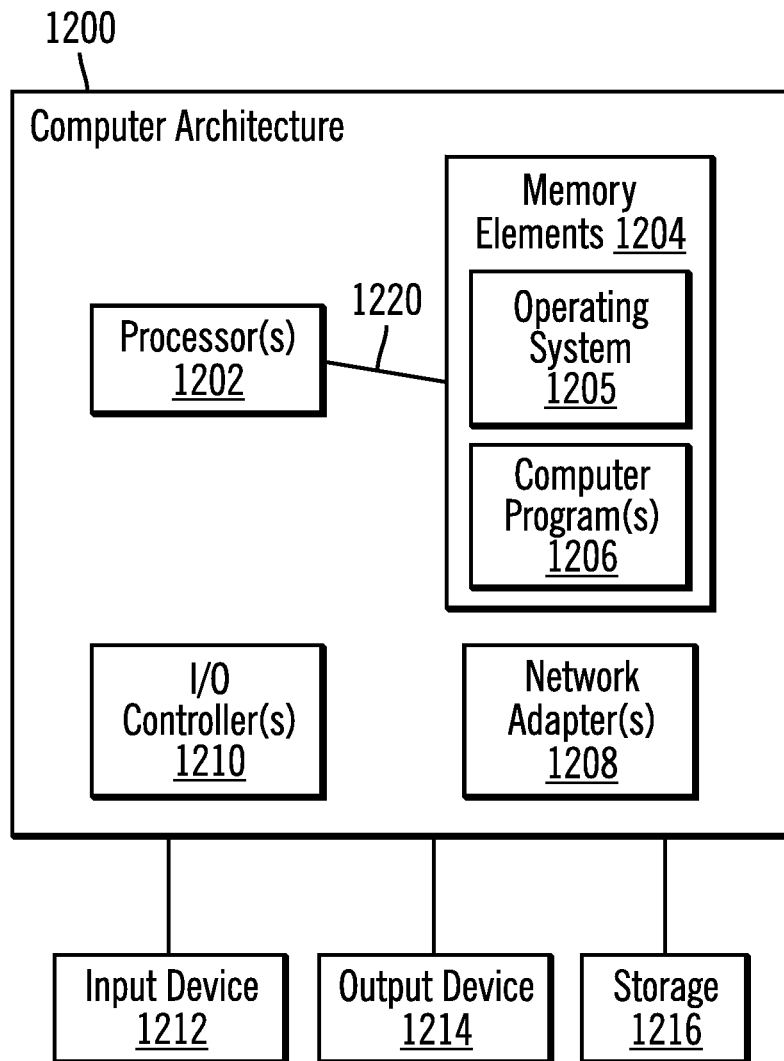 1200
Computer Architecture
Memory
Elements 1204
Operating
System
1205
1220
Processor(s)
1202
Computer
Program(s)
1206
I/O
Controller(s)
1210
Network
Adapter(s)
1208
Input Device
1212
Output Device
1214
Storage
1216